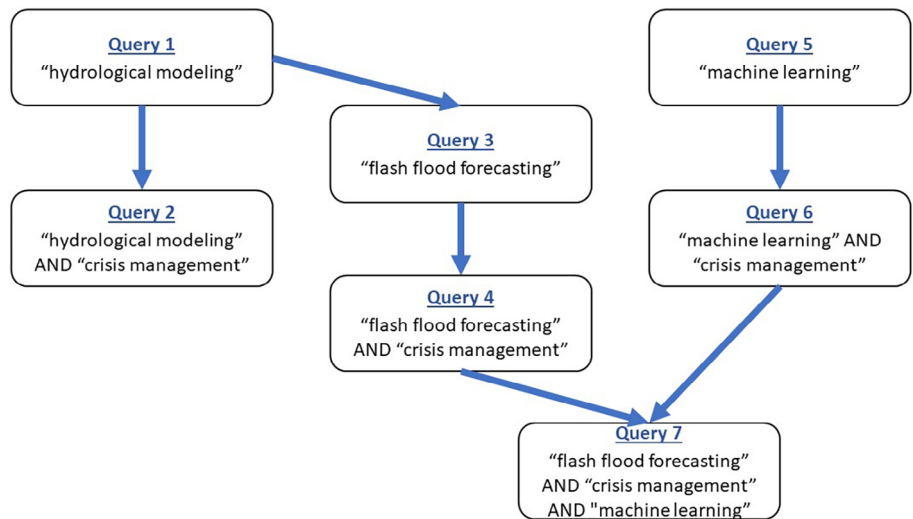 Query 1
“hydrological modeling”
Query 2
“hydrological modeling”
AND “crisis management”
Query 3
“flash flood forecasting”
Query 4
“flash flood forecasting”
AND “crisis management”
Query 5
“machine learning”
Query 6
“machine learning” AND
“crisis management”
Query 7
“flash flood forecasting”
AND “crisis management”
AND "machine learning”